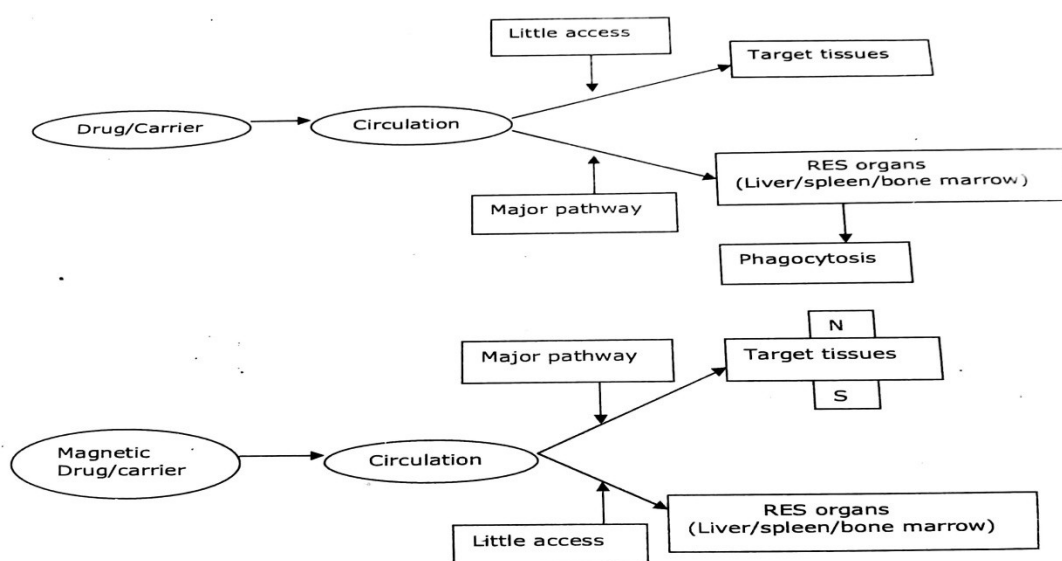 Little access
Target tissues
Drug/Carrier
Circulation
RES organs
(Liver/spleen/bone marrow)
Major pathway
Phagocytosis
N
Major pathway
Target tissues
S
Magnetic
Drug/carrier
Circulation
RES organs
(Liver/spleen/bone marrow)
Little access